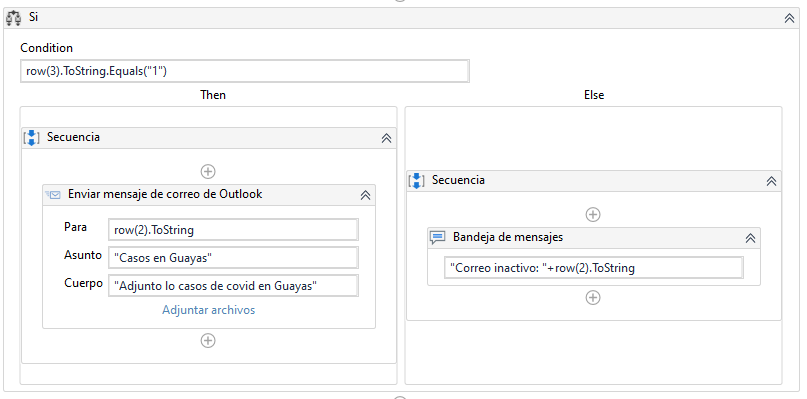 Si
Condition
row(3).ToString.Equals("1")
Then
Else
Secuencia
Enviar mensaje de correo de Outlook
Para
row(2).ToString
Asunto
"Casos en Guayas"
Cuerpo
"Adjunto lo casos de covid en Guayas"
Adjuntar archivos
Secuencia
Bandeja de mensajes
"Correo inactivo: "+row(2).ToString